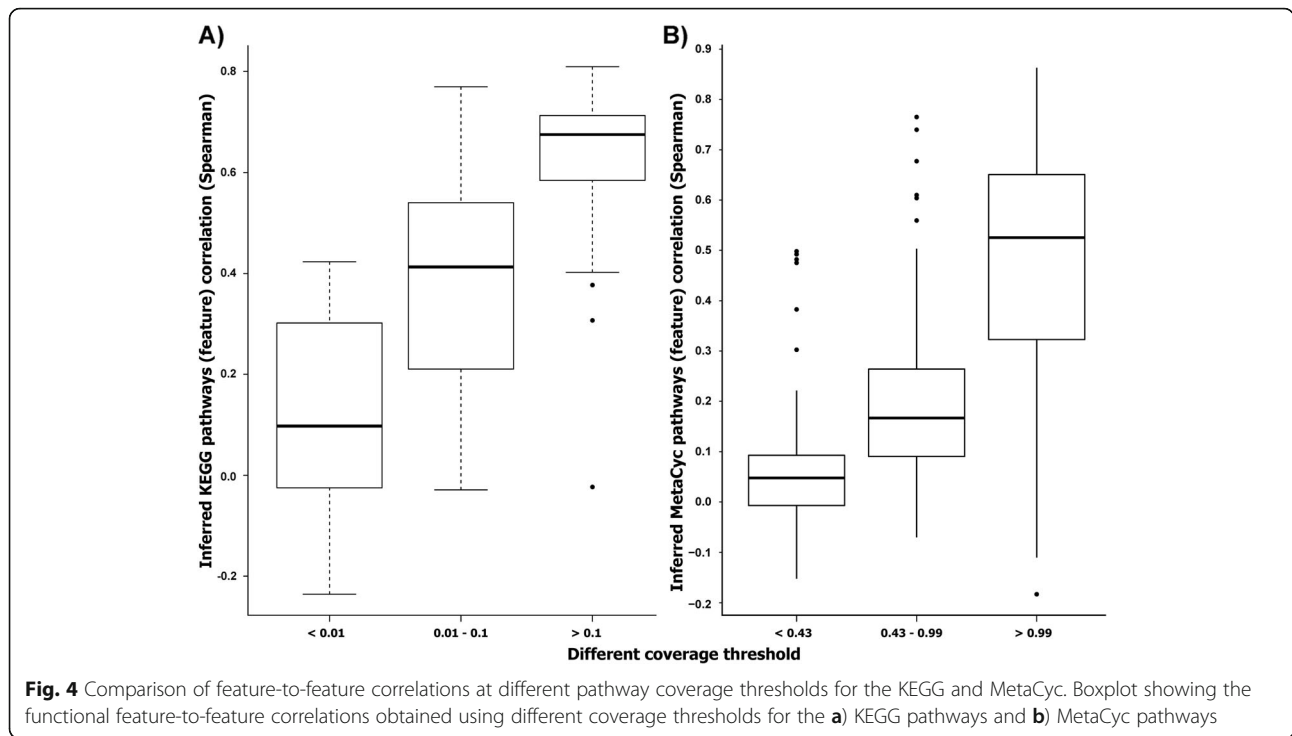 A)
Inferred KEGG pathways (feature) correlation (Spearman)
0.8
0.6
0.4
0.2
0.0
-0.2
< 0.01
0.01 - 0.1
> 0.1
B)
Inferred MetaCyc pathways (feature) correlation (Spearman)
0.9
0.8
0.7
0.6
0.5
0.4
0.3
0.2
0.1
0.0
−0.1
−0.2
< 0.43
0.43 - 0.99
> 0.99
Different coverage threshold
Fig. 4 Comparison of feature-to-feature correlations at different pathway coverage thresholds for the KEGG and MetaCyc. Boxplot showing the
functional feature-to-feature correlations obtained using different coverage thresholds for the a) KEGG pathways and b) MetaCyc pathways